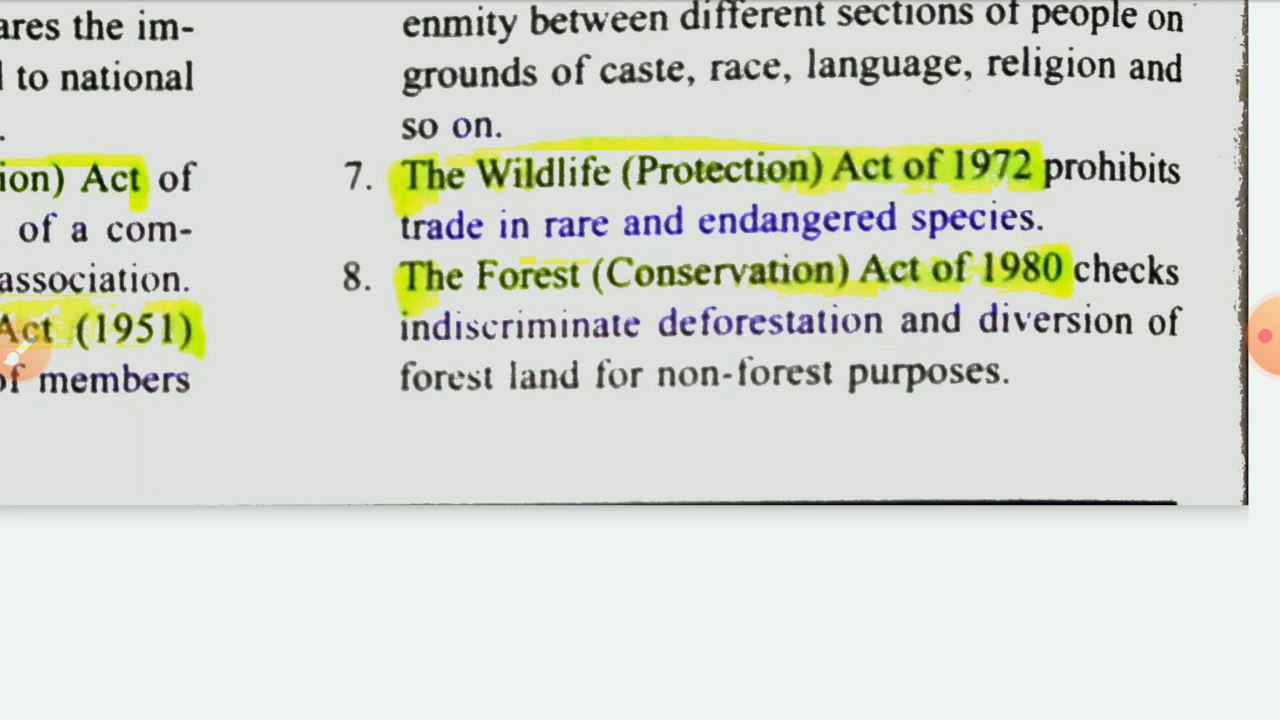 ares the im-
to national
.
ion) Act of
of a com-
association.
Act (1951)
of members
enmity between different sections of people on
grounds of caste, race, language, religion and
so on.
7. The Wildlife (Protection) Act of 1972 prohibits
trade in rare and endangered species.
8. The Forest (Conservation) Act of 1980 checks
indiscriminate deforestation and diversion of
forest land for non-forest purposes.